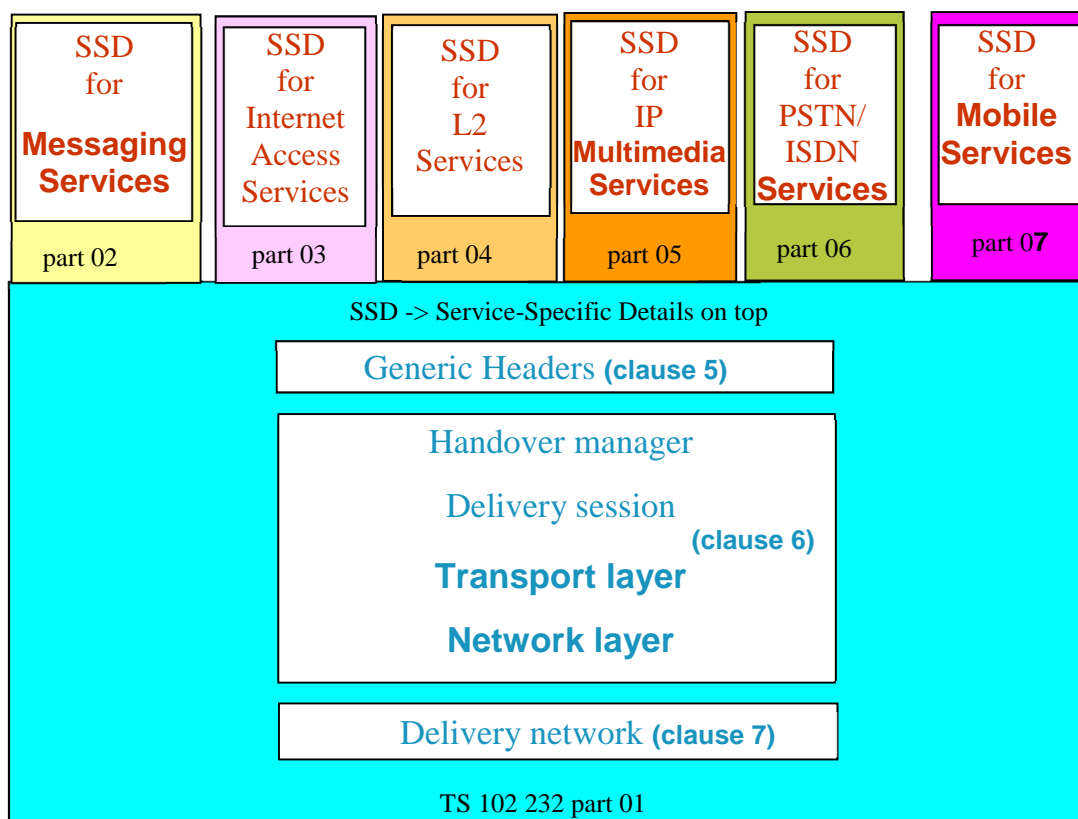 SSD
for
Messaging
Services
part 02
SSD
for
Internet
Access
Services
part 03
SSD
for
L2
Services
part 04
SSD
for
IP
Multimedia
Services
part 05
SSD
for
PSTN/
ISDN
Services
part 06
SSD
for
Mobile
Services
part 07
SSD -> Service-Specific Details on top
Generic Headers (clause 5)
Handover manager
Delivery session
(clause 6)
Transport layer
Network layer
Delivery network (clause 7)
TS 102 232 part 01